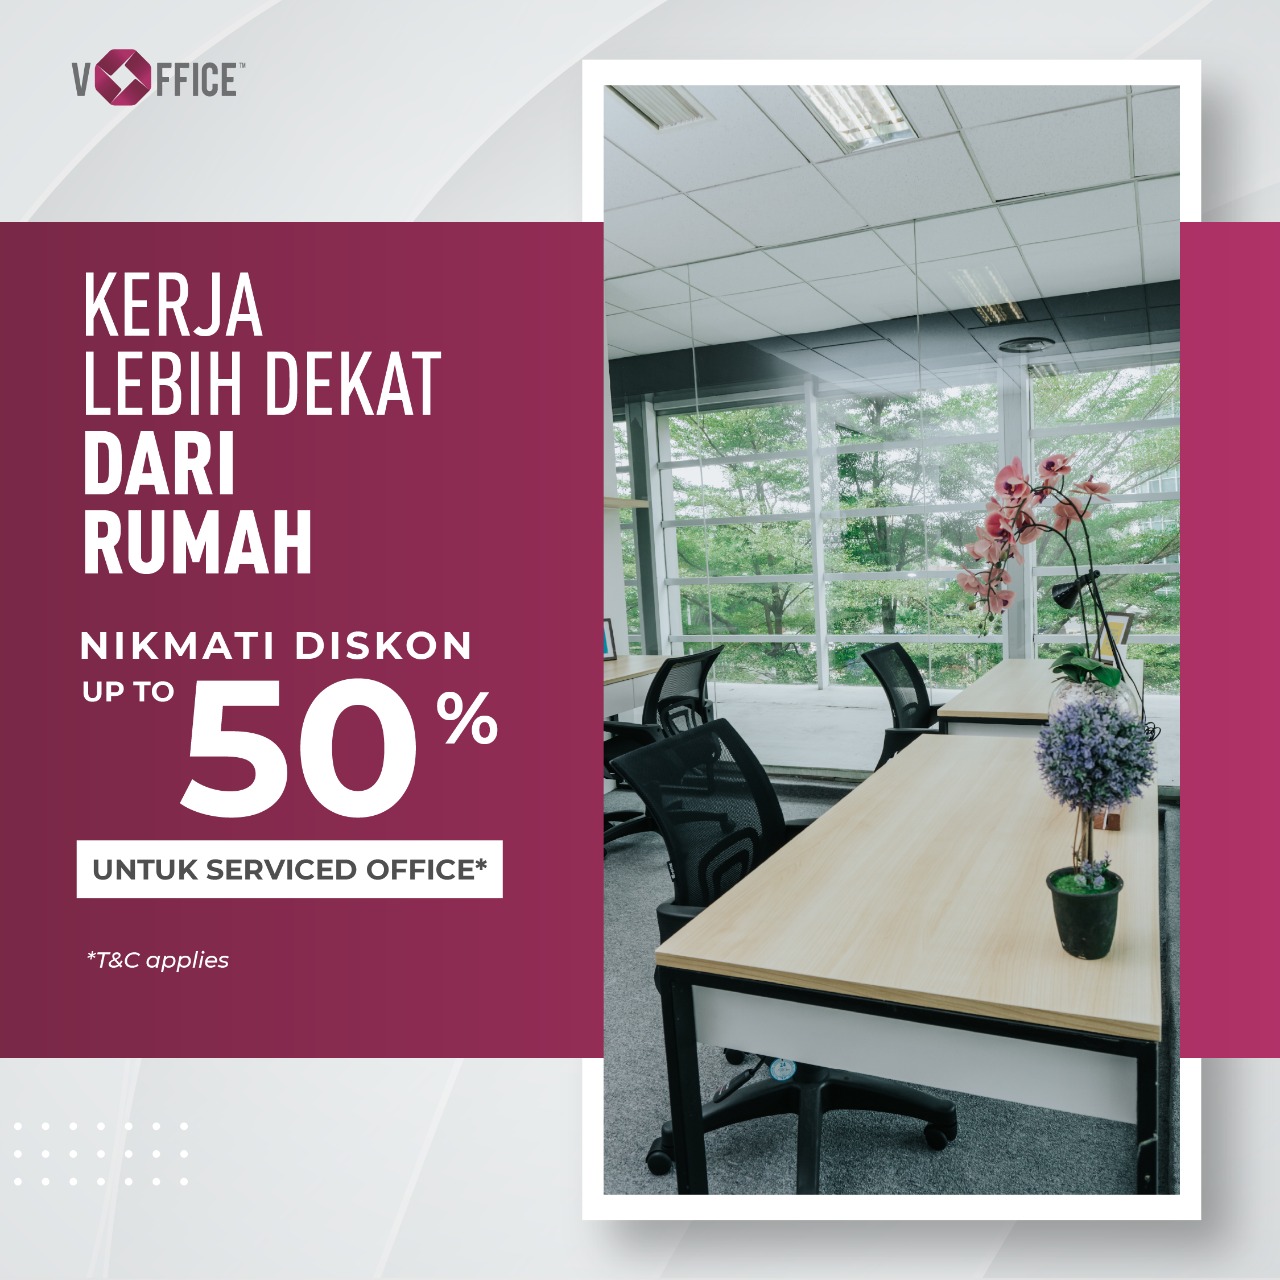 VOFFICE™
KERJA
LEBIH DEKAT
DARI
RUMAH
NIKMATI DISKON
UP TO 50%
UNTUK SERVICED OFFICE*
*T&C applies